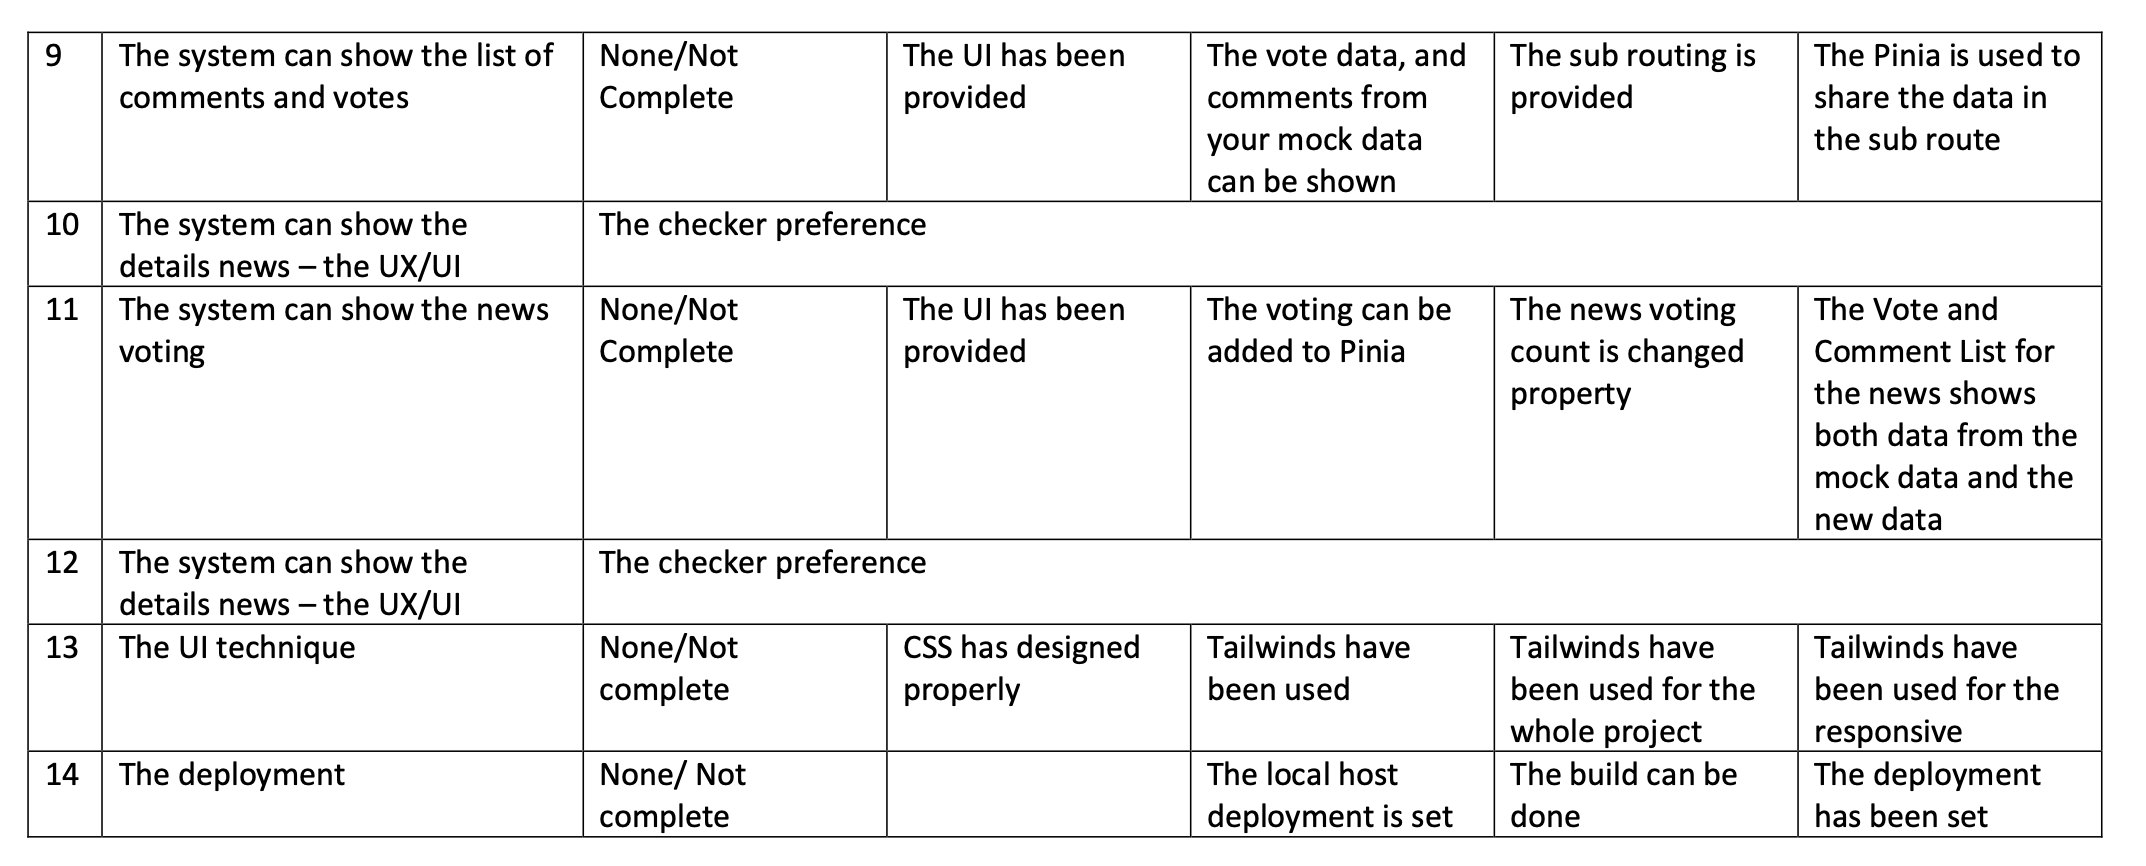 9
The system can show the list of
comments and votes
None/Not
Complete
The UI has been
provided
The vote data, and
comments from
your mock data
can be shown
The sub routing is
provided
The Pinia is used to
share the data in
the sub route
10
The system can show the
details news – the UX/UI
The checker preference
11
The system can show the news
voting
None/Not
Complete
The UI has been
provided
The voting can be
added to Pinia
The news voting
count is changed
property
The Vote and
Comment List for
the news shows
both data from the
mock data and the
new data
12
The system can show the
details news – the UX/UI
The checker preference
13
The UI technique
None/Not
complete
CSS has designed
properly
Tailwinds have
been used
Tailwinds have
been used for the
whole project
Tailwinds have
been used for the
responsive
14
The deployment
None/ Not
complete
The local host
deployment is set
The build can be
done
The deployment
has been set